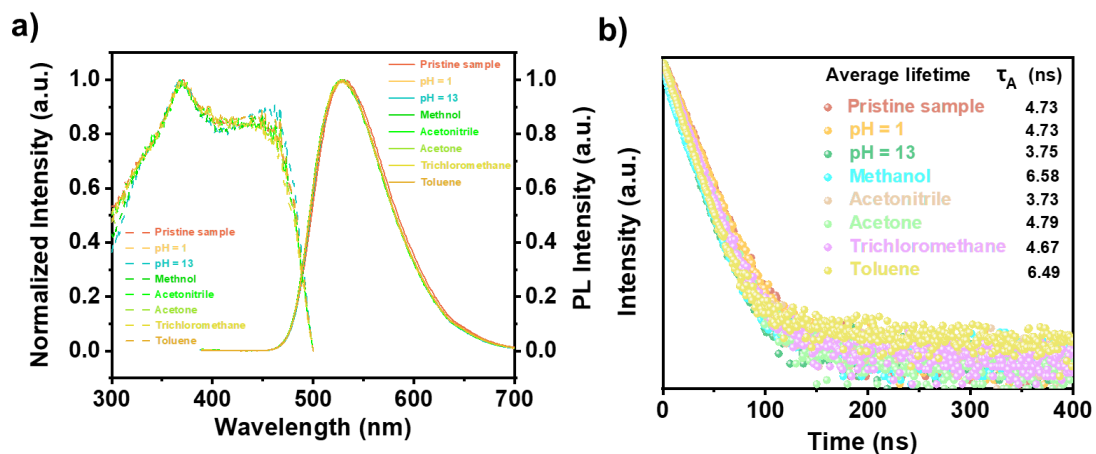 a)
Normalized Intensity (a.u.)
1.0
0.8
0.6
0.4
0.2
0.0
Pristine sample
pH = 1
pH = 13
Methnol
Acetonitrile
Acetone
Trichloromethane
Toluene
Pristine sample
pH = 1
pH = 13
Methnol
Acetonitrile
Acetone
Trichloromethane
Toluene
1.0
0.8
0.6
0.4
0.2
0.0
PL Intensity (a.u.)
300 400 500 600 700
Wavelength (nm)
b)
Intensity (a.u.)
Average lifetime τA (ns)
Pristine sample 4.73
pH = 1 4.73
pH = 13 3.75
Methanol 6.58
Acetonitrile 3.73
Acetone 4.79
Trichloromethane 4.67
Toluene 6.49
0 100 200 300 400
Time (ns)